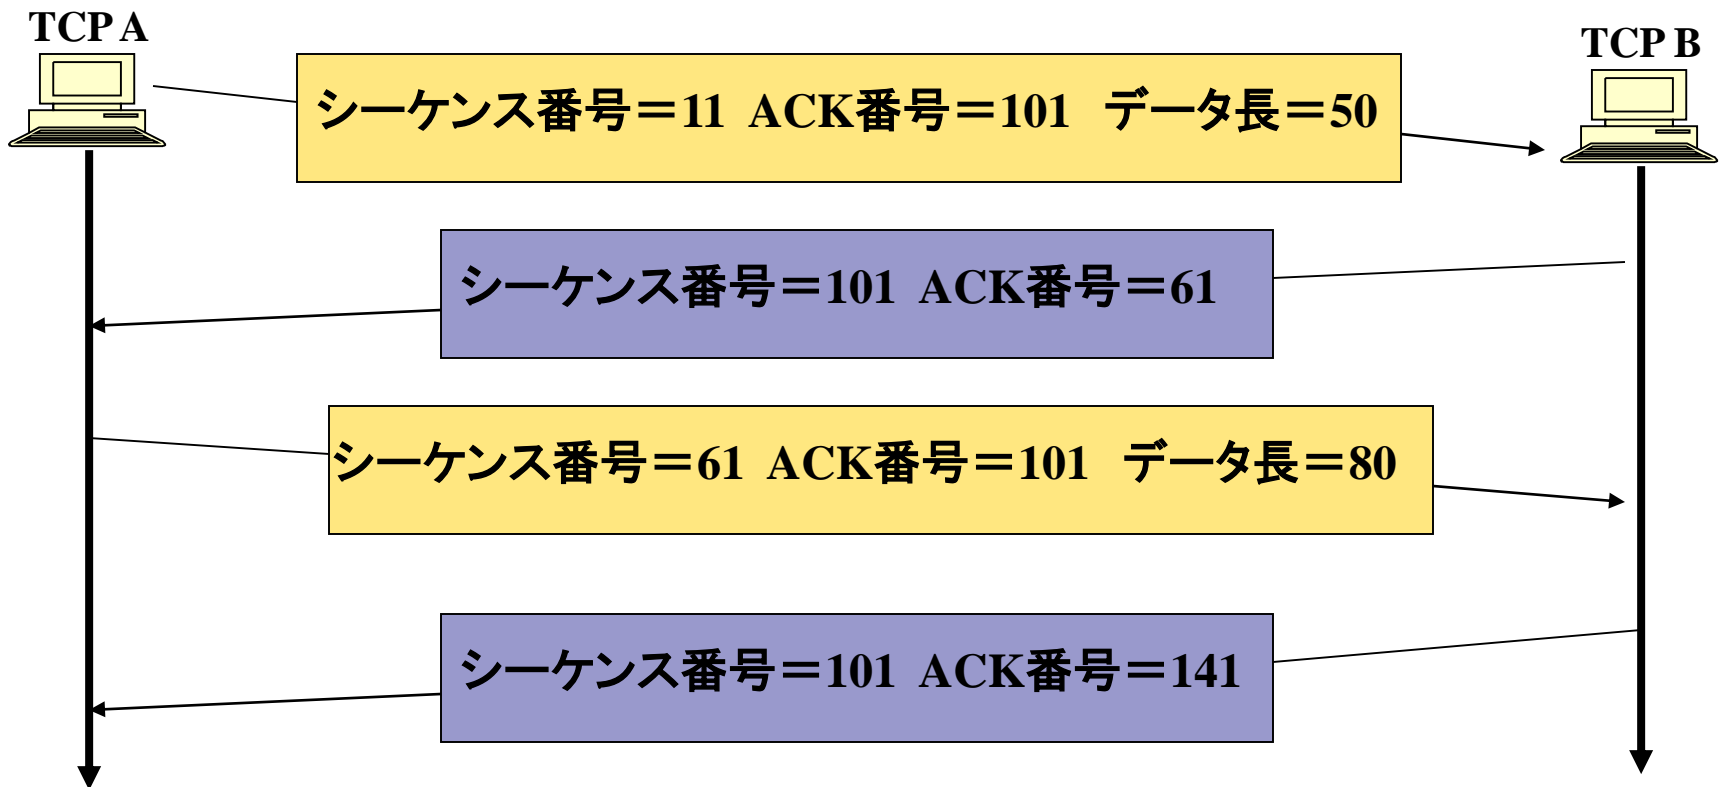 TCP A
TCP B
シーケンス番号＝11 ACK番号＝101 データ長＝50
シーケンス番号＝101 ACK番号＝61
シーケンス番号＝61 ACK番号＝101 データ長＝80
シーケンス番号＝101 ACK番号＝141